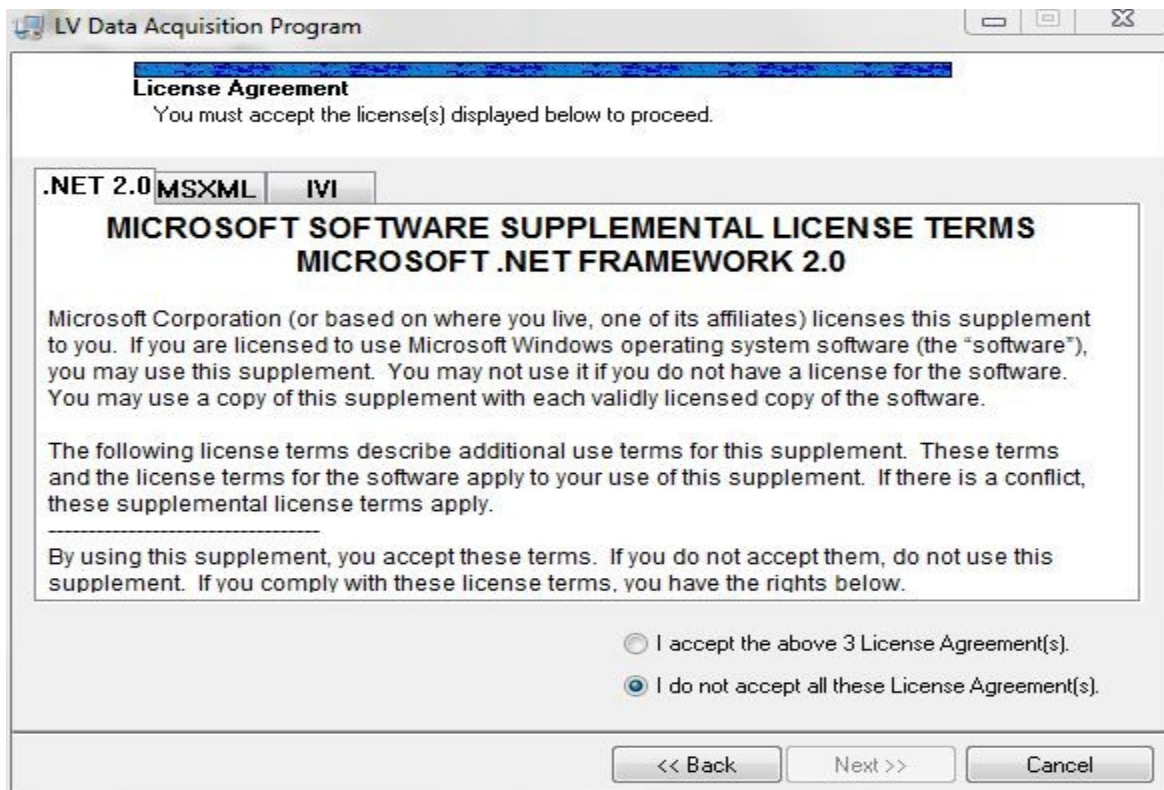 LV Data Acquisition Program
License Agreement
You must accept the license(s) displayed below to proceed.
.NET 2.0 MSXML IVI
MICROSOFT SOFTWARE SUPPLEMENTAL LICENSE TERMS
MICROSOFT .NET FRAMEWORK 2.0
Microsoft Corporation (or based on where you live, one of its affiliates) licenses this supplement
to you. If you are licensed to use Microsoft Windows operating system software (the “software”),
you may use this supplement. You may not use it if you do not have a license for the software.
You may use a copy of this supplement with each validly licensed copy of the software.
The following license terms describe additional use terms for this supplement. These terms
and the license terms for the software apply to your use of this supplement. If there is a conflict,
these supplemental license terms apply.
----------------------------------
By using this supplement, you accept these terms. If you do not accept them, do not use this
supplement. If you comply with these license terms, you have the rights below.
I accept the above 3 License Agreement(s).
I do not accept all these License Agreement(s).
<< Back Next >> Cancel